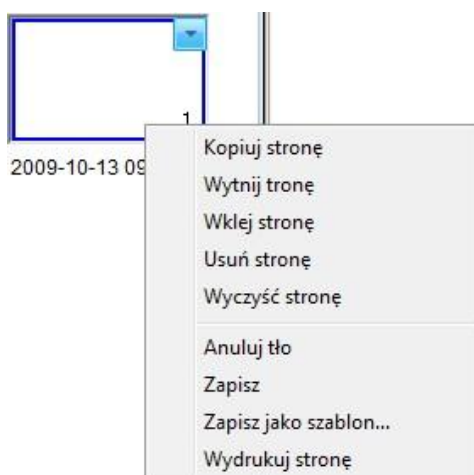 1
2009-10-13 09
Kopiuj stronę
Wytnij tronę
Wklej stronę
Usuń stronę
Wyczyść stronę
Anuluj tło
Zapisz
Zapisz jako szablon...
Wydrukuj stronę